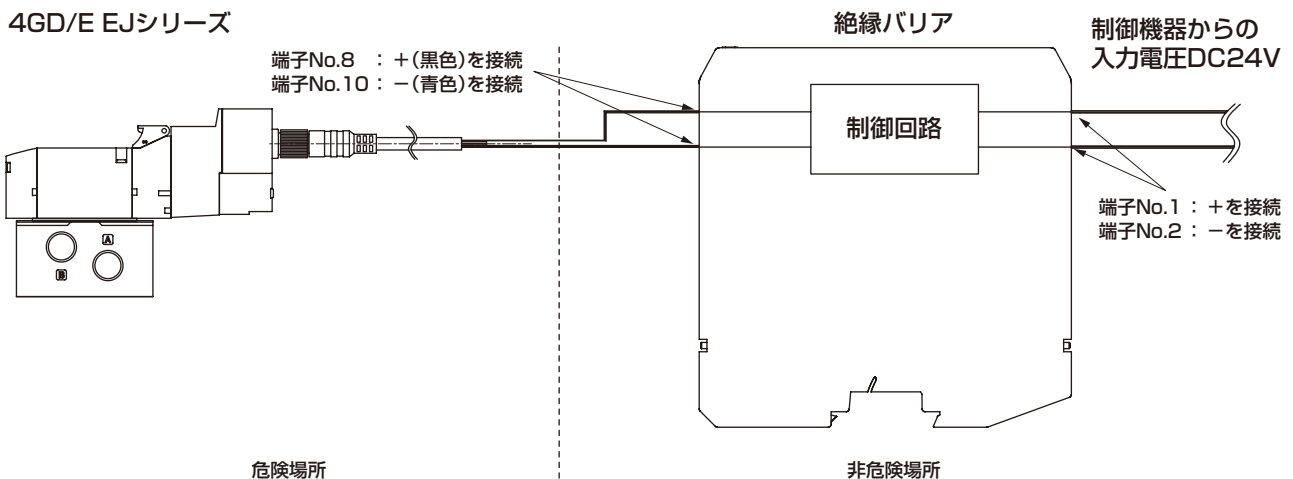 4GD/E EJシリーズ
絶縁バリア
制御機器からの
入力電圧DC24V
端子No.8 : +(黒色)を接続
端子No.10 : -(青色)を接続
制御回路
端子No.1 : +を接続
端子No.2 : -を接続
A
B
危険場所
非危険場所